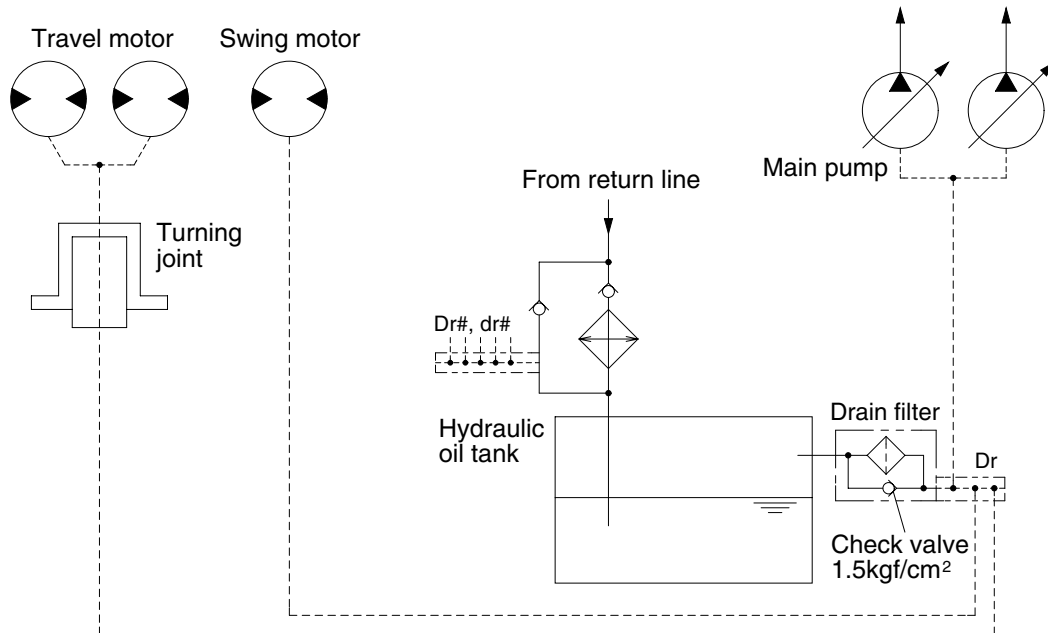 Travel motor
Swing motor
Main pump
From return line
Turning
joint
Dr#, dr#
Hydraulic
oil tank
Drain filter
Dr
Check valve
1.5kgf/cm²